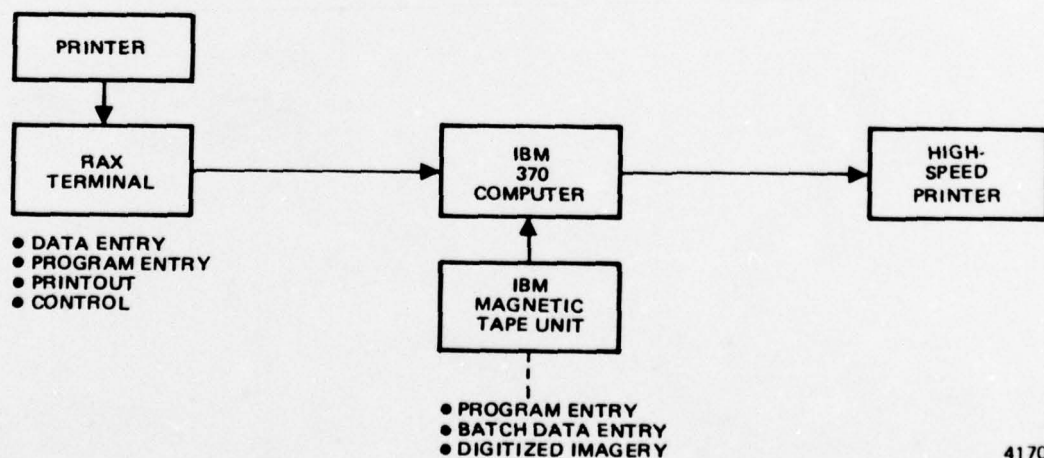 PRINTER
RAX
TERMINAL
● DATA ENTRY
● PROGRAM ENTRY
● PRINTOUT
● CONTROL
IBM
370
COMPUTER
HIGH-
SPEED
PRINTER
IBM
MAGNETIC
TAPE UNIT
● PROGRAM ENTRY
● BATCH DATA ENTRY
● DIGITIZED IMAGERY
4170